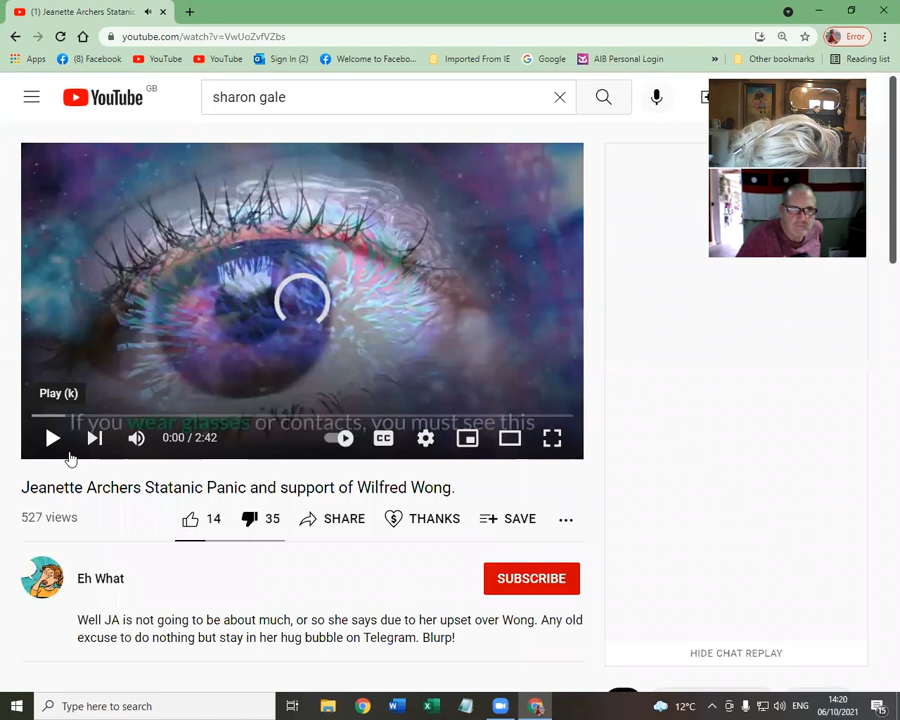 (1) Jeanette Archers Statanic
youtube.com/watch?v=VwUoZvfVZbs
Error
Apps
(8) Facebook
YouTube
YouTube
Sign In (2)
Welcome to Facebo...
Imported From IE
Google
AIB Personal Login
»
Other bookmarks
Reading list
YouTube GB
sharon gale
Play (k)
If you wear glasses or contacts, you must see this
0:00 / 2:42
CC
Jeanette Archers Statanic Panic and support of Wilfred Wong.
527 views
14
35
SHARE
THANKS
SAVE
Eh What
SUBSCRIBE
Well JA is not going to be about much, or so she says due to her upset over Wong. Any old
excuse to do nothing but stay in her hug bubble on Telegram. Blurp!
HIDE CHAT REPLAY
Type here to search
12°C
ENG
14:20
06/10/2021
15